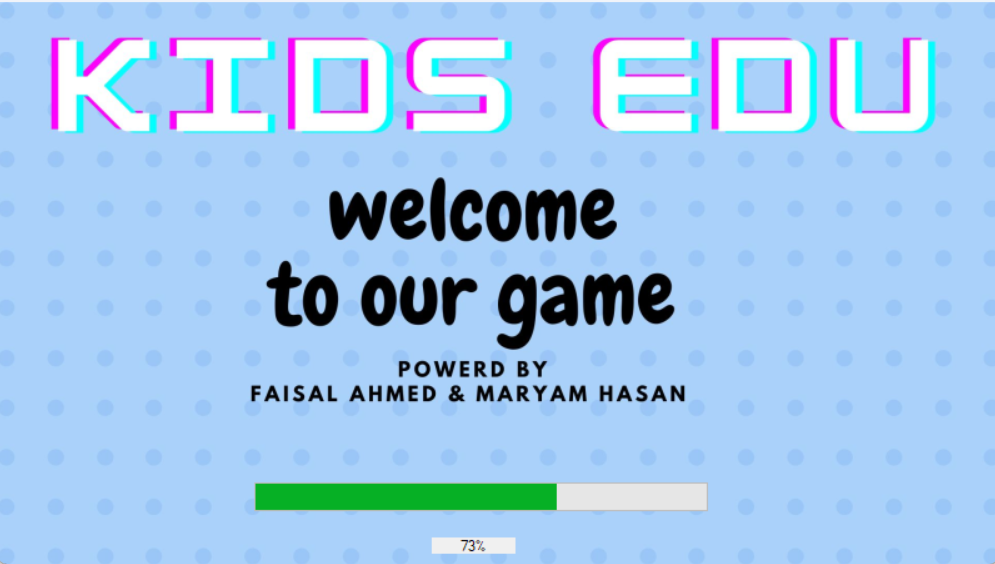 KIDS EDU
welcome
to our game
POWERD BY
FAISAL AHMED & MARYAM HASAN
73%